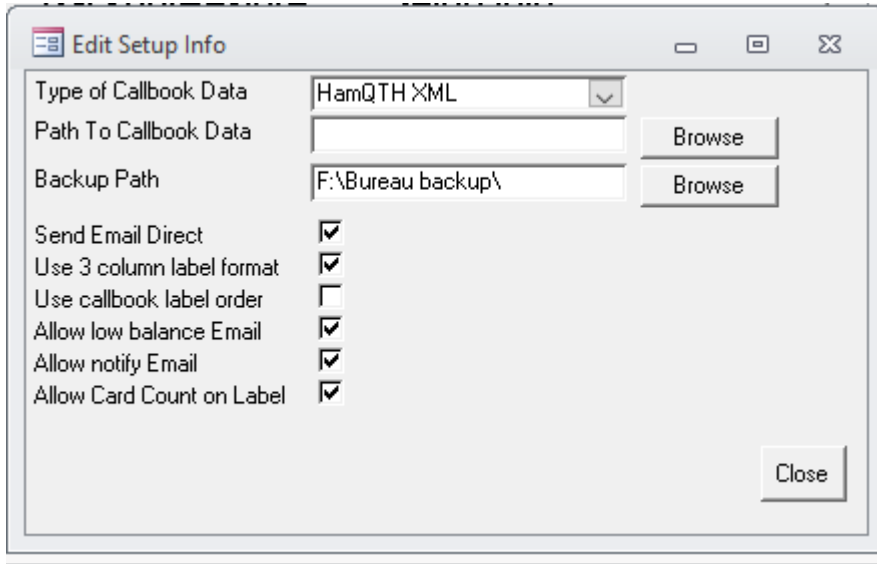 Edit Setup Info
Type of Callbook Data HamQTH XML
Path To Callbook Data Browse
Backup Path F:\Bureau backup\ Browse
Send Email Direct
Use 3 column label format
Use callbook label order
Allow low balance Email
Allow notify Email
Allow Card Count on Label
Close